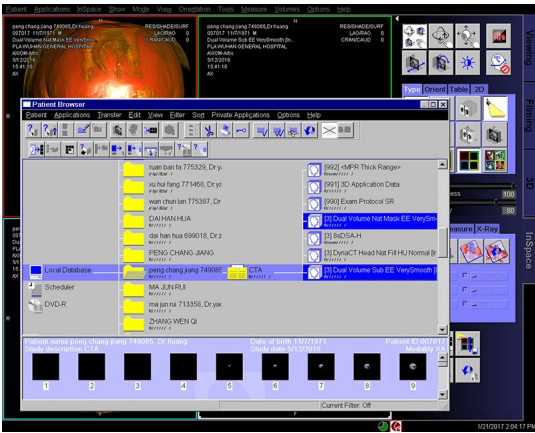 Patient Applications InSpace Show Mode View Orientation Tools Measure Volumes Options Help
peng chang jiang 749085, Dr.huang RES/SHADE/SURF
007017 11/7/1971 M LAO/RAO 0
Dual Volume Nat Mask EE VerySmo... CRAN/CAUD 0
PLAWUHAN GENERAL HOSPITAL
AXIOM-Artis
5/12/2016
15:41:18
AX
H
peng chang jiang 749085, Dr.huang RES/SHADE/SURF
007017 11/7/1971 M LAO/RAO 0
Dual Volume Sub EE VerySmooth [N... CRAN/CAUD 0
PLAWUHAN GENERAL HOSPITAL
AXIOM-Artis
5/12/2016
15:41:18
AX
R
Viewing
Filming
3D
InSpace
Type Orient Table 2D
100
80
X-Ray
Patient Browser
Patient Applications Transfer Edit View Filter Sort Private Applications Options Help
ruan ban fa 775329, Dr.ya
xu hui fang 771468, Dr.ya
wan chun lan 775387, Dr
DAI HAN HUA
dai han hua 699018, Dr.z
PENG CHANG JIANG
peng chang jiang 749085
MA JUN RUI
ma jun rui 713358, Dr.yax
ZHANG WEN QI
Local Database
Scheduler
DVD-R
CTA
[992] <MPR Thick Range>
[991] 3D Application Data
[990] Exam Protocol SR
[3] Dual Volume Nat Mask EE VerySm
[3] 8sDSA-H
[3] DynaCT Head Nat Fill HU Normal [
[3] Dual Volume Sub EE VerySmooth [
Patient name peng chang jiang 749085, Dr huang Date of birth 11/7/1971 Patient ID 007017
Study description CTA Study date 5/12/2016 Modality XA
1 2 3 4 5 6 7 8 9
Current Filter: Off
1/21/2017 2:04:17 PM